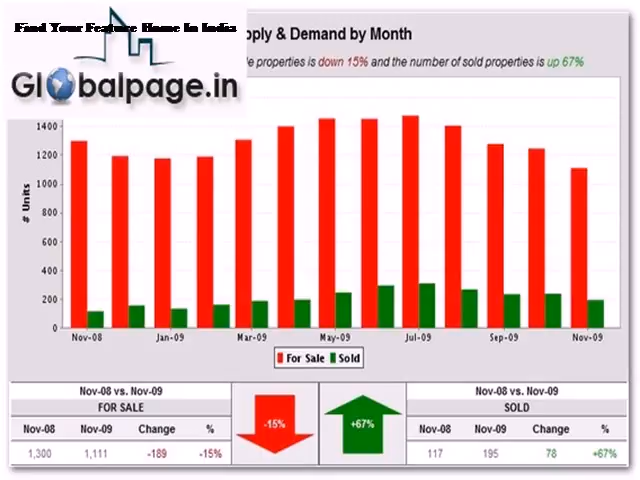 Find Your Feature Home In India
Globalpage.in
pply & Demand by Month
e properties is down 15% and the number of sold properties is up 67%
# Units
1400
1200
1000
800
600
400
200
0
Nov-08 Jan-09 Mar-09 May-09 Jul-09 Sep-09 Nov-09
For Sale Sold
Nov-08 vs. Nov-09
FOR SALE
Nov-08 Nov-09 Change %
1,300 1,111 -189 -15%
-15%
+67%
Nov-08 vs. Nov-09
SOLD
Nov-08 Nov-09 Change %
117 195 78 +67%